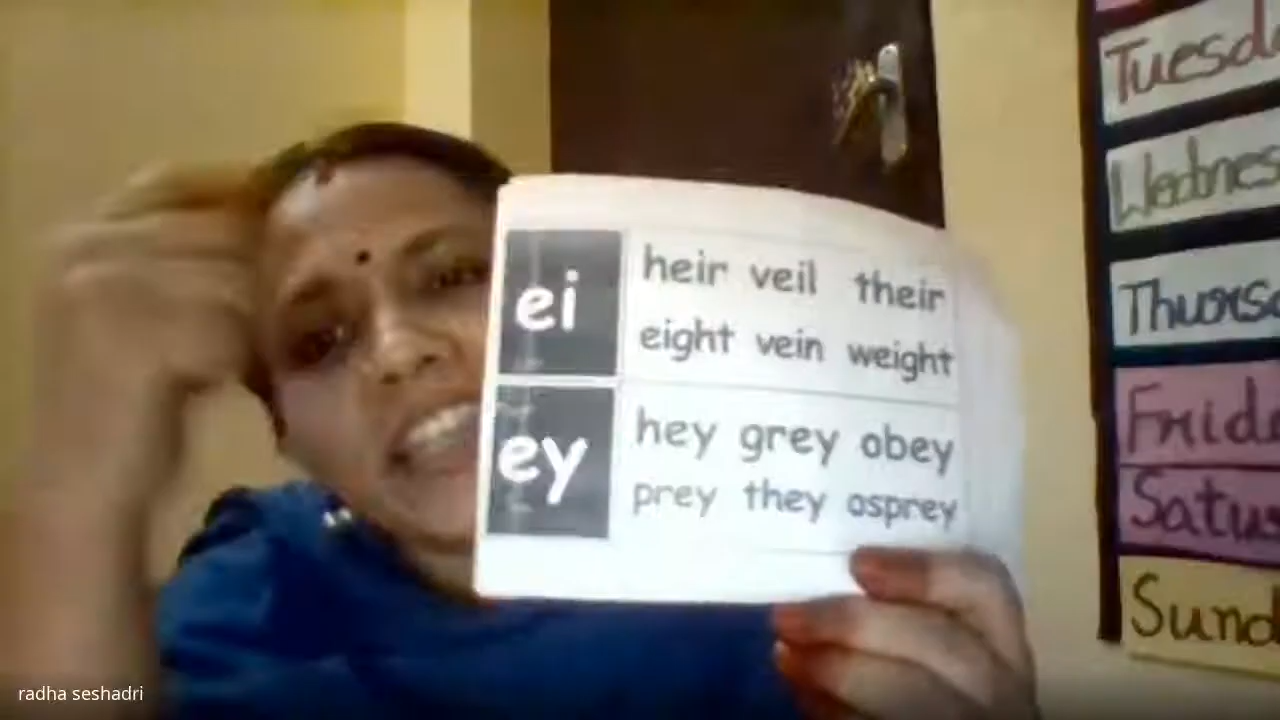 ei
heir veil their
eight vein weight
ey
hey grey obey
prey they osprey
Tuesd
Wednes
Thurs
Frid
Satur
Sund
radha seshadri